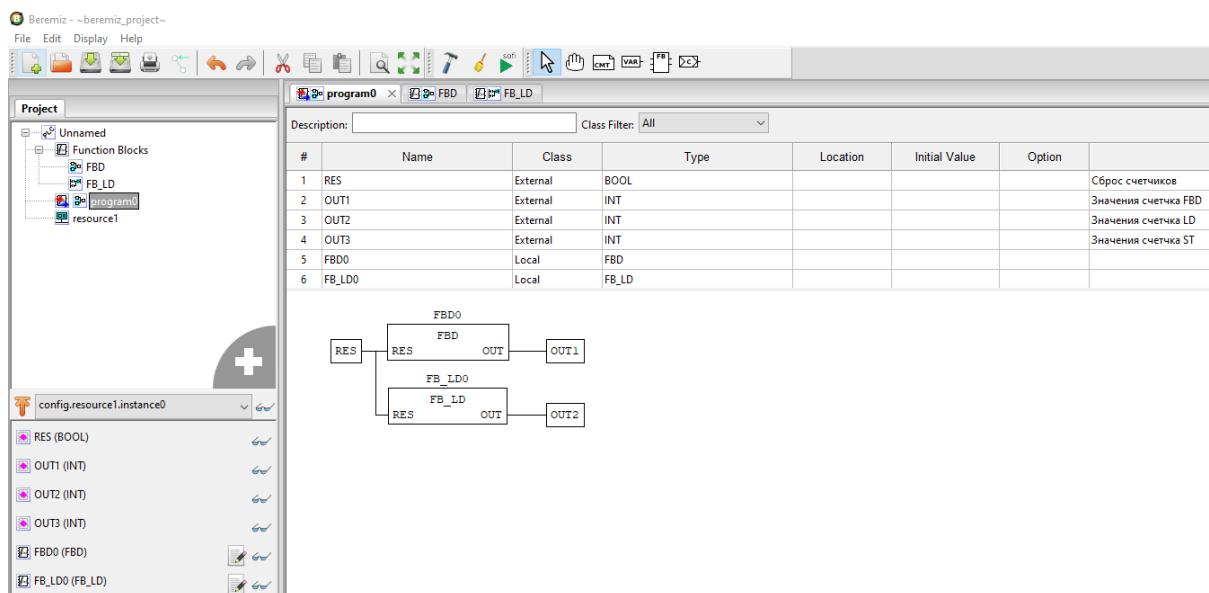 Beremiz - ~beremiz_project~
File Edit Display Help
sofi
CMT VAR FB
Project
Unnamed
Function Blocks
FBD
FB_LD
program0
resource1
config.resource1.instance0
RES (BOOL)
OUT1 (INT)
OUT2 (INT)
OUT3 (INT)
FBD0 (FBD)
FB_LD0 (FB_LD)
program0 FBD FB_LD
Description: Class Filter: All
# Name Class Type Location Initial Value Option
1 RES External BOOL Сброс счетчиков
2 OUT1 External INT Значения счетчка FBD
3 OUT2 External INT Значения счетчка LD
4 OUT3 External INT Значения счетчка ST
5 FBD0 Local FBD
6 FB_LD0 Local FB_LD
FBD0
FBD
RES RES OUT OUT1
FB_LD0
FB_LD
RES OUT OUT2